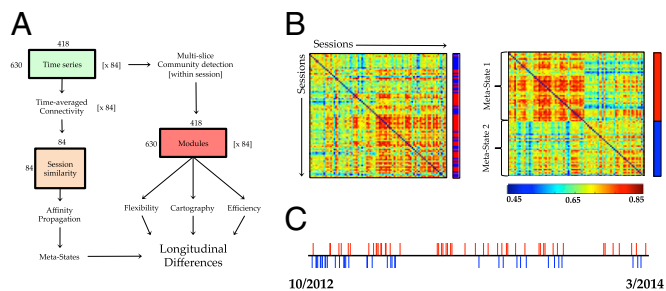 A
418
630
Time series
[x 84]
Multi-slice
Community detection
[within session]
Time-averaged
Connectivity
[x 84]
84
84
Session
similarity
418
630
Modules
[x 84]
Affinity
Propagation
Flexibility
Cartography
Efficiency
Meta-States
Longitudinal
Differences
B
Sessions
Sessions
Meta-State 1
Meta-State 2
0.45
0.65
0.85
C
10/2012
3/2014